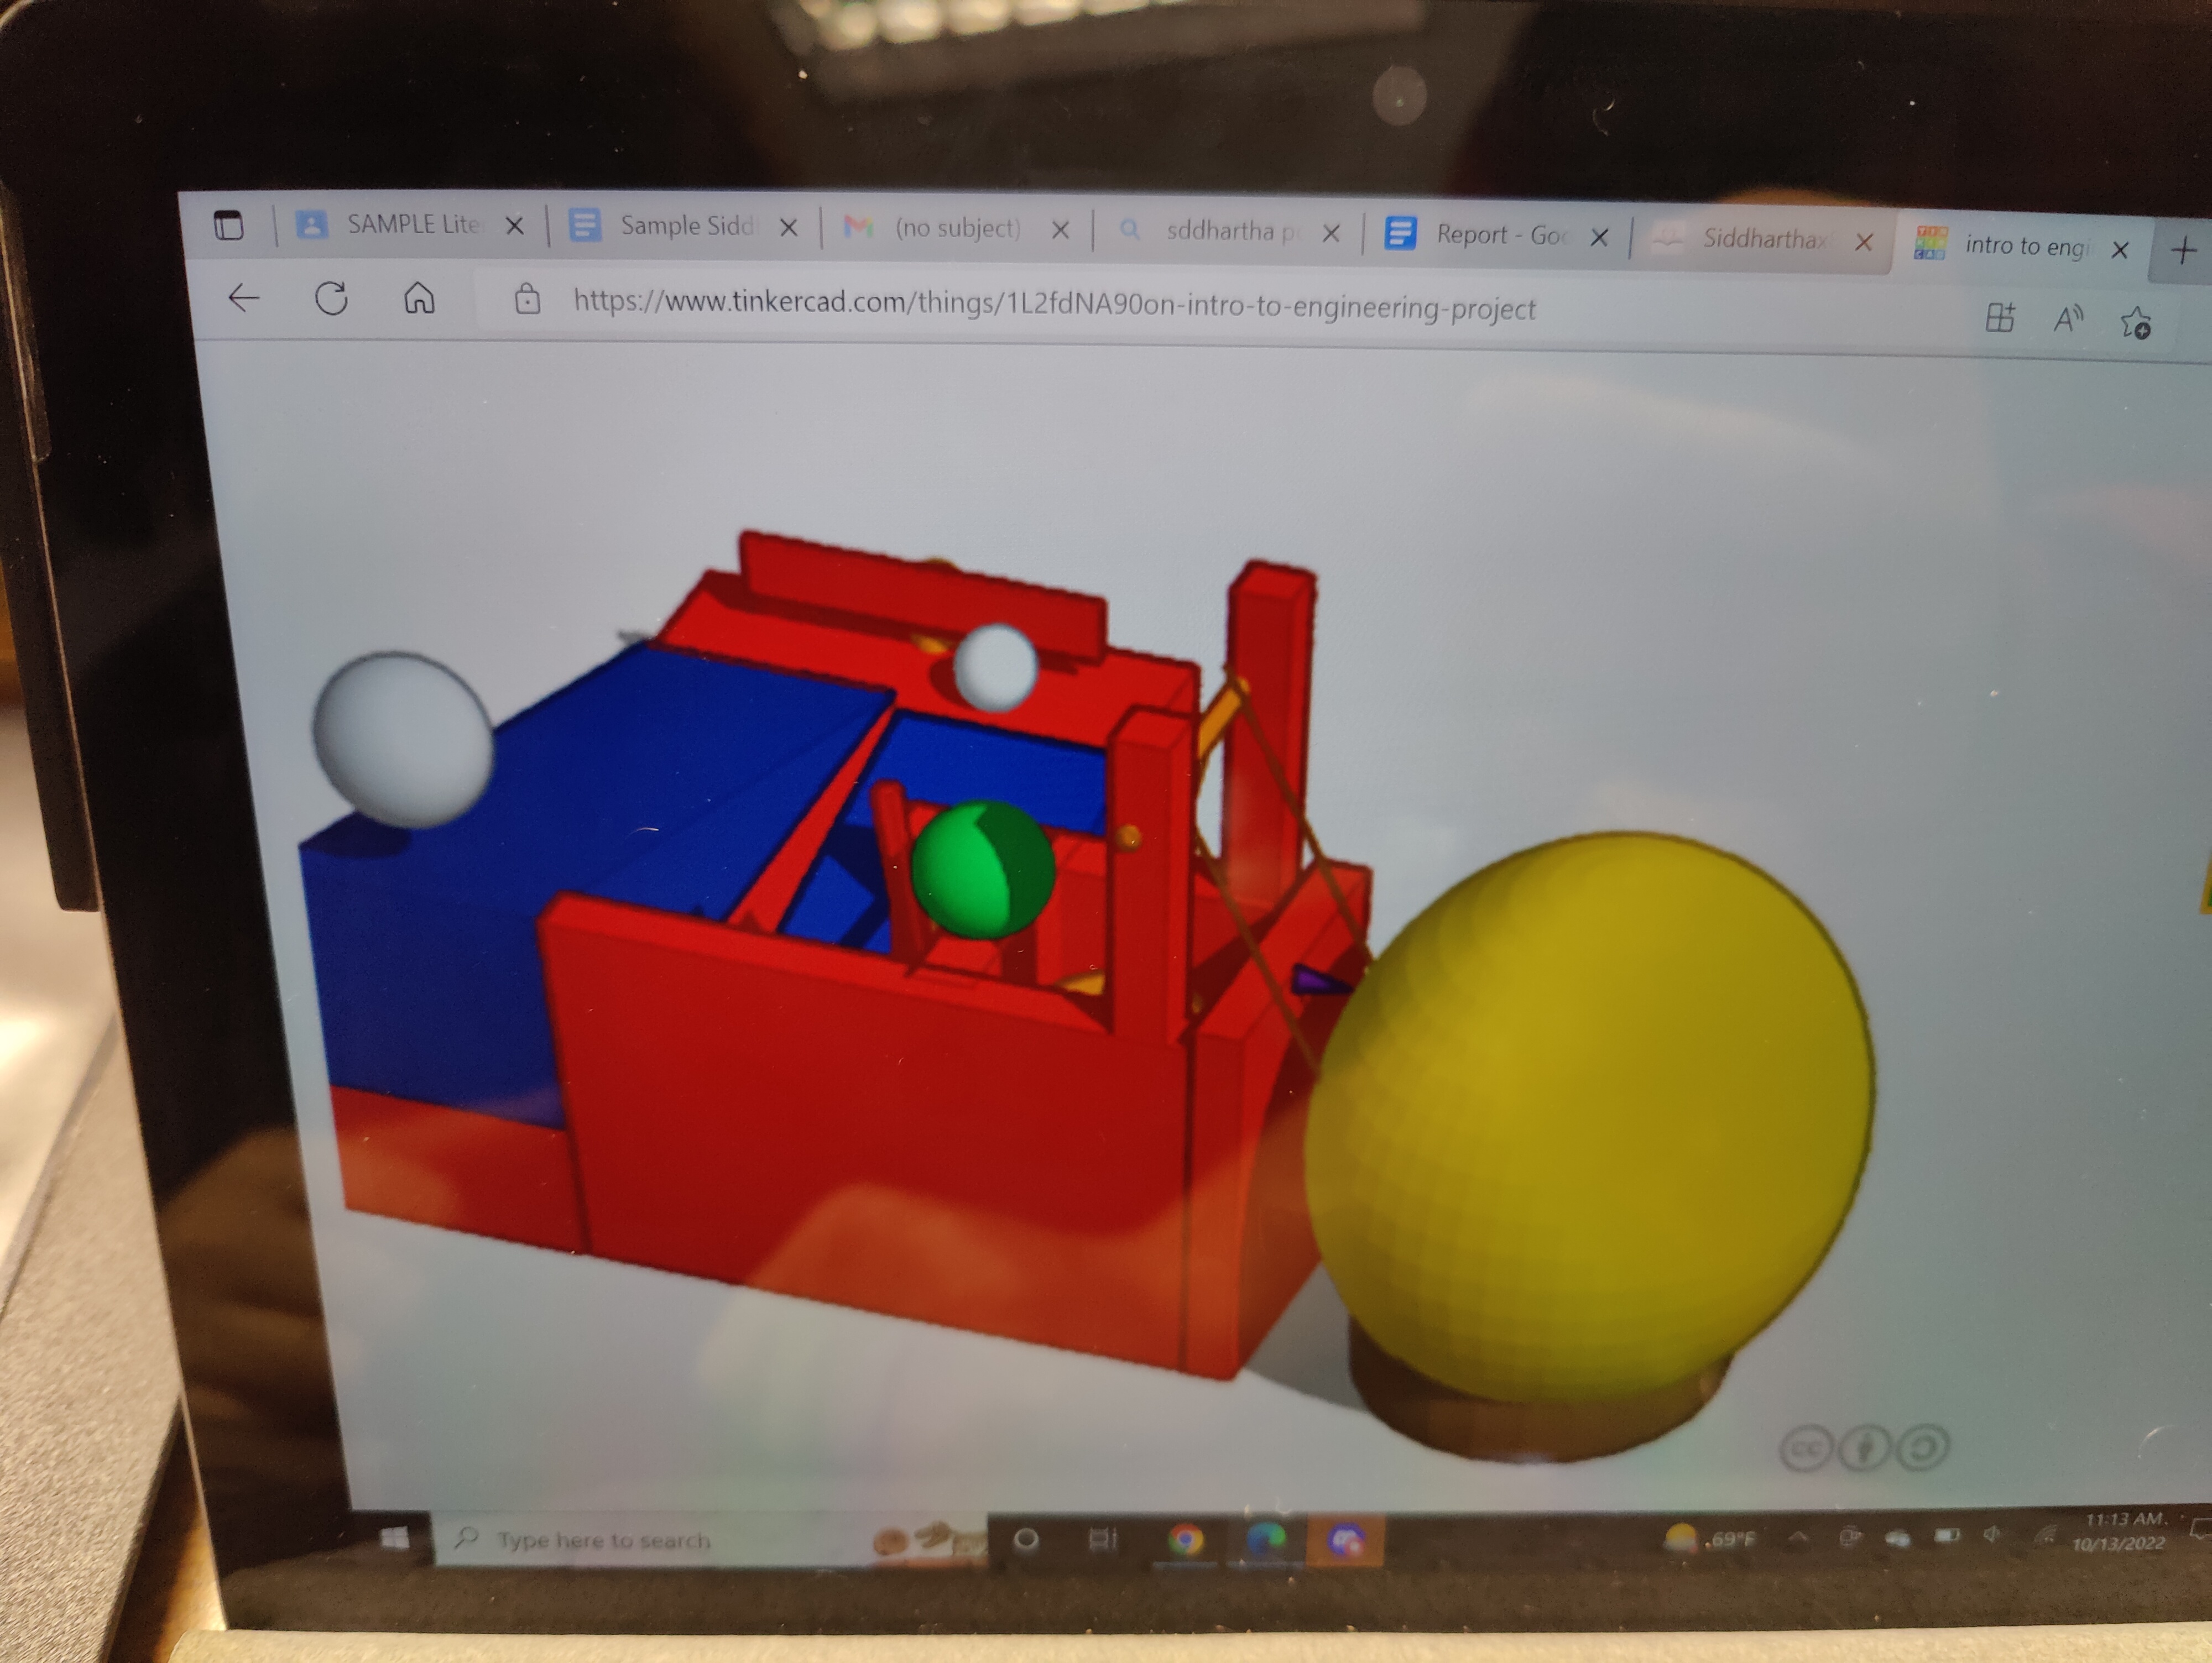 SAMPLE Lite
Sample Sidd
(no subject)
sddhartha p
Report - Goo
Siddharthax
intro to engi
https://www.tinkercad.com/things/1L2fdNA90on-intro-to-engineering-project
Type here to search
69°F
11:13 AM
10/13/2022